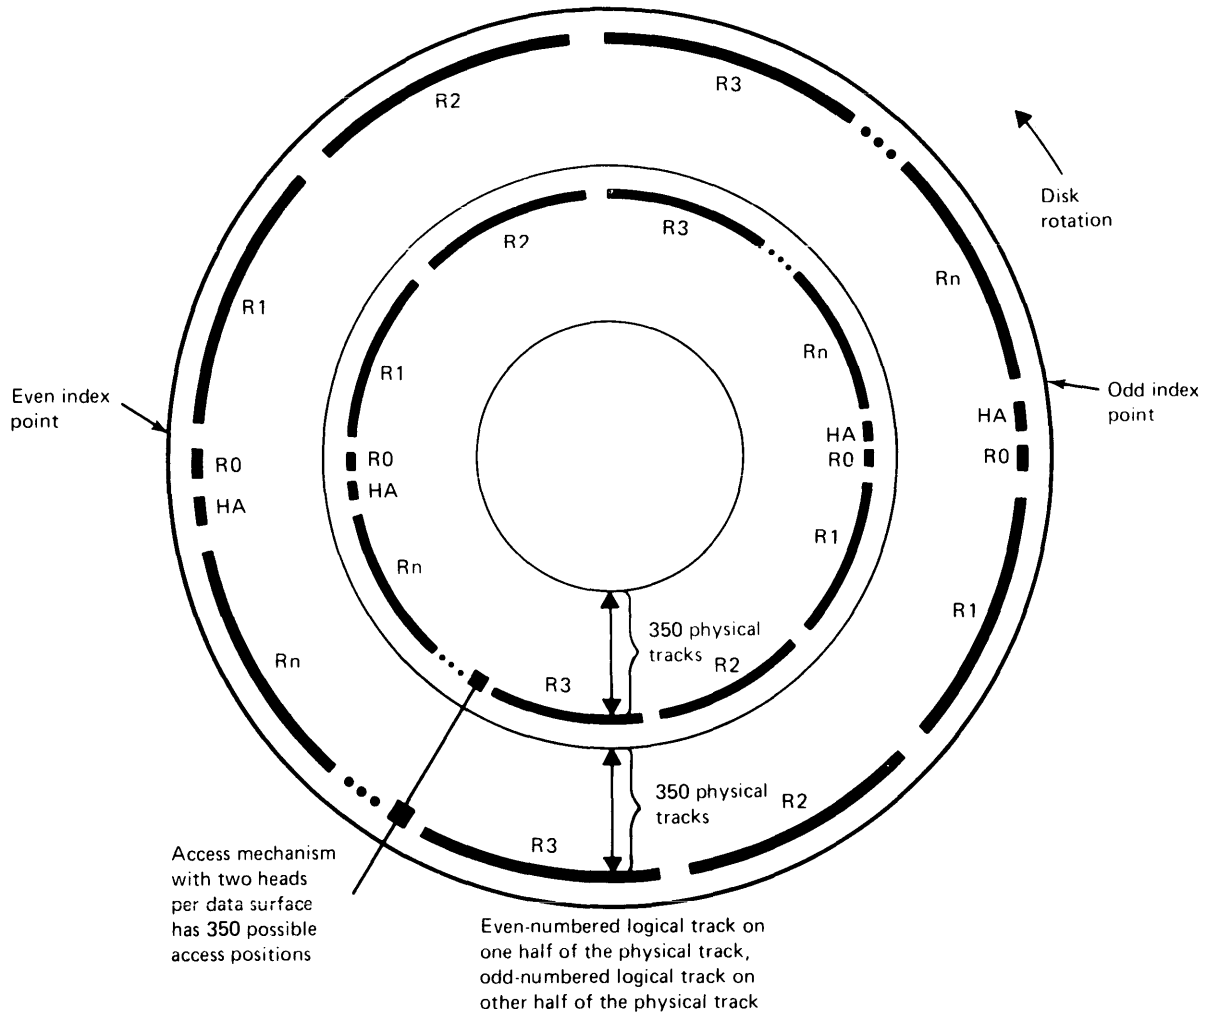 R3
R2
Disk
rotation
R3
R2
Rn
R1
Rn
R1
Even index
point
Odd index
point
HA
HA
R0
R0
R0
R0
HA
HA
R1
Rn
R1
350 physical
tracks
Rn
R2
R3
350 physical
tracks
R2
R3
Access mechanism
with two heads
per data surface
has 350 possible
access positions
Even-numbered logical track on
one half of the physical track,
odd-numbered logical track on
other half of the physical track